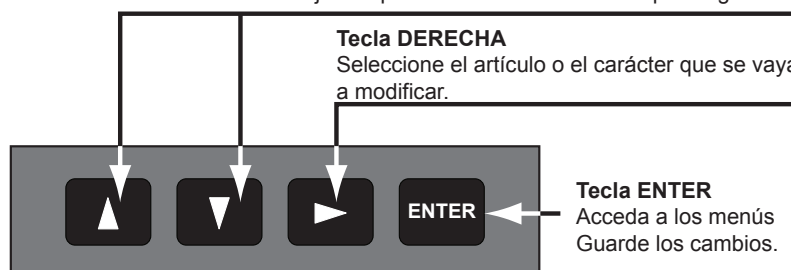 Tecla DERECHA
Seleccione el artículo o el carácter que se vaya
a modificar.
ENTER
Tecla ENTER
Acceda a los menús
Guarde los cambios.